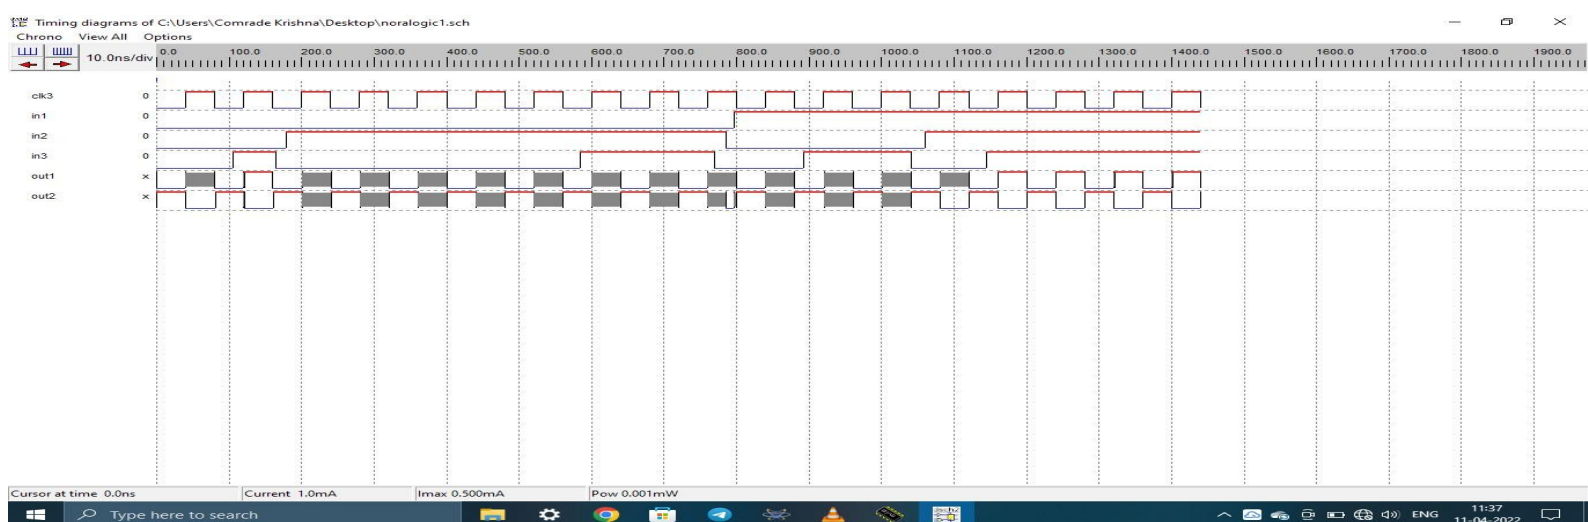 Timing diagrams of C:\Users\Comrade Krishna\Desktop\noralogic1.sch
Chrono View All Options
10.0ns/div 0.0 100.0 200.0 300.0 400.0 500.0 600.0 700.0 800.0 900.0 1000.0 1100.0 1200.0 1300.0 1400.0 1500.0 1600.0 1700.0 1800.0 1900.0
clk3 0
in1 0
in2 0
in3 0
out1 x
out2 x
Cursor at time 0.0ns Current 1.0mA Imax 0.500mA Pow 0.001mW
Type here to search ENG 11:37
11-04-2022